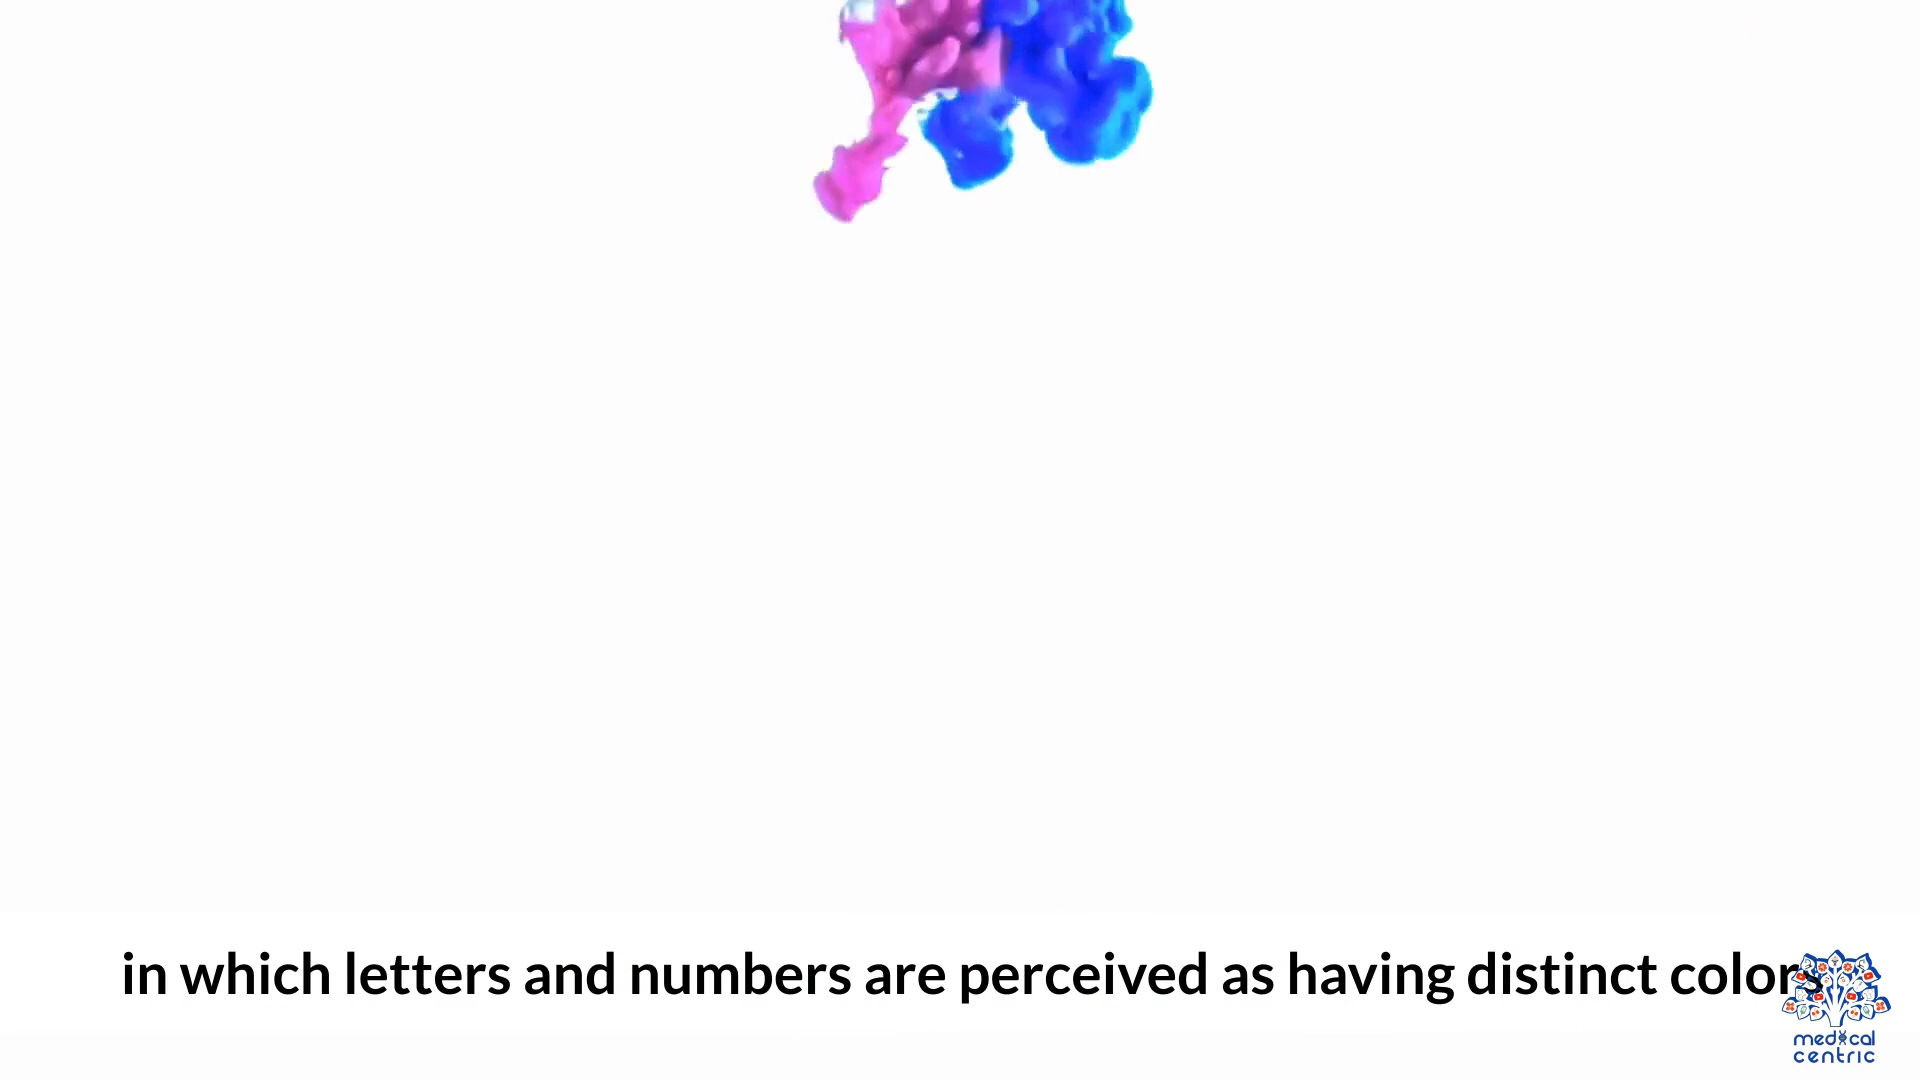 in which letters and numbers are perceived as having distinct colors
medical
centric